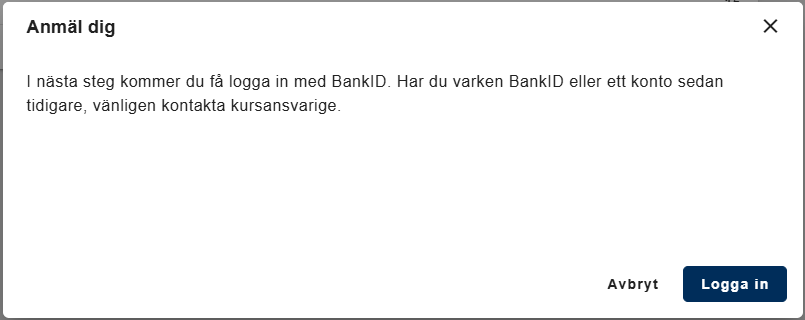 Anmäl dig
I nästa steg kommer du få logga in med BankID. Har du varken BankID eller ett konto sedan
tidigare, vänligen kontakta kursansvarige.
Avbryt
Logga in